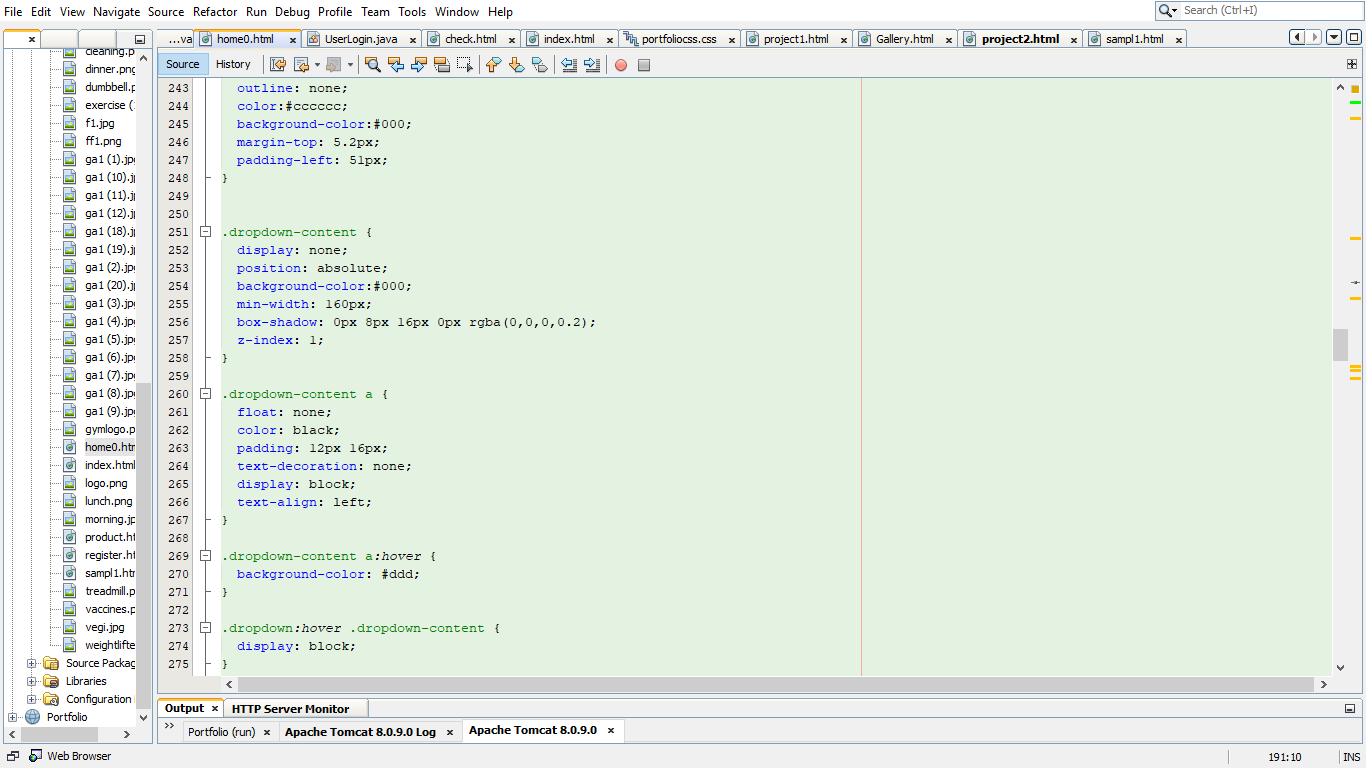 File Edit View Navigate Source Refactor Run Debug Profile Team Tools Window Help
Search (Ctrl+I)
...va home0.html UserLogin.java check.html index.html portfoliocss.css project1.html Gallery.html project2.html sampl1.html
Source History
cleaning.p
dinner.png
dumbbell.p
exercise (
f1.jpg
ff1.png
ga1 (1).jpg
ga1 (10).j
ga1 (11).j
ga1 (12).j
ga1 (18).j
ga1 (19).j
ga1 (2).jpg
ga1 (20).j
ga1 (3).jpg
ga1 (4).jpg
ga1 (5).jpg
ga1 (6).jpg
ga1 (7).jpg
ga1 (8).jpg
ga1 (9).jpg
gymlogo.p
home0.htm
index.html
logo.png
lunch.png
morning.jp
product.ht
register.ht
sampl1.htm
treadmill.p
vaccines.p
vegi.jpg
weightlifte
Source Packag
Libraries
Configuration
Portfolio
243 outline: none;
244 color:#cccccc;
245 background-color:#000;
246 margin-top: 5.2px;
247 padding-left: 51px;
248 }
249
250
251 .dropdown-content {
252 display: none;
253 position: absolute;
254 background-color:#000;
255 min-width: 160px;
256 box-shadow: 0px 8px 16px 0px rgba(0,0,0,0.2);
257 z-index: 1;
258 }
259
260 .dropdown-content a {
261 float: none;
262 color: black;
263 padding: 12px 16px;
264 text-decoration: none;
265 display: block;
266 text-align: left;
267 }
268
269 .dropdown-content a:hover {
270 background-color: #ddd;
271 }
272
273 .dropdown:hover .dropdown-content {
274 display: block;
275 }
Output HTTP Server Monitor
Portfolio (run) Apache Tomcat 8.0.9.0 Log Apache Tomcat 8.0.9.0
Web Browser
191:10 INS